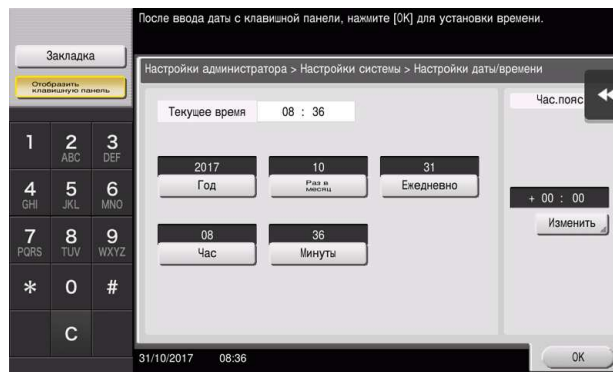 После ввода даты с клавишной панели, нажмите [OK] для установки времени.
Закладка
Отобразить
клавишную панель
Настройки администратора > Настройки системы > Настройки даты/времени
Текущее время 08 : 36
Час.пояс
1 2 3
ABC DEF
4 5 6
GHI JKL MNO
7 8 9
PQRS TUV WXYZ
* 0 #
C
2017 10 31
Год Раз в месяц Ежедневно
08 36
Час Минуты
+ 00 : 00
Изменить
31/10/2017 08:36
OK